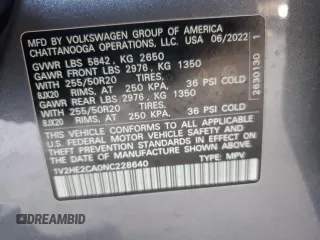 MFD BY VOLKSWAGEN GROUP OF AMERICA
CHATTANOOGA OPERATIONS, LLC. USA 06/2022
GVWR LBS 5842, KG 2650
GAWR FRONT LBS 2976, KG 1350
WITH 255/50R20 TIRES,
8JX20 RIMS, AT 250 KPA, 36 PSI COLD
GAWR REAR LBS 2976, KG 1350
WITH 255/50R20 TIRES,
8JX20 RIMS, AT 250 KPA, 36 PSI COLD
THIS VEHICLE CONFORMS TO ALL APPLICABLE
U.S. FEDERAL MOTOR VEHICLE SAFETY STANDARDS
IN EFFECT ON THE DATE OF MANUFACTURE SHOWN ABOVE
1V2HE2CA0NC228640 TYPE: MPV
2630130 1
DREAMBID